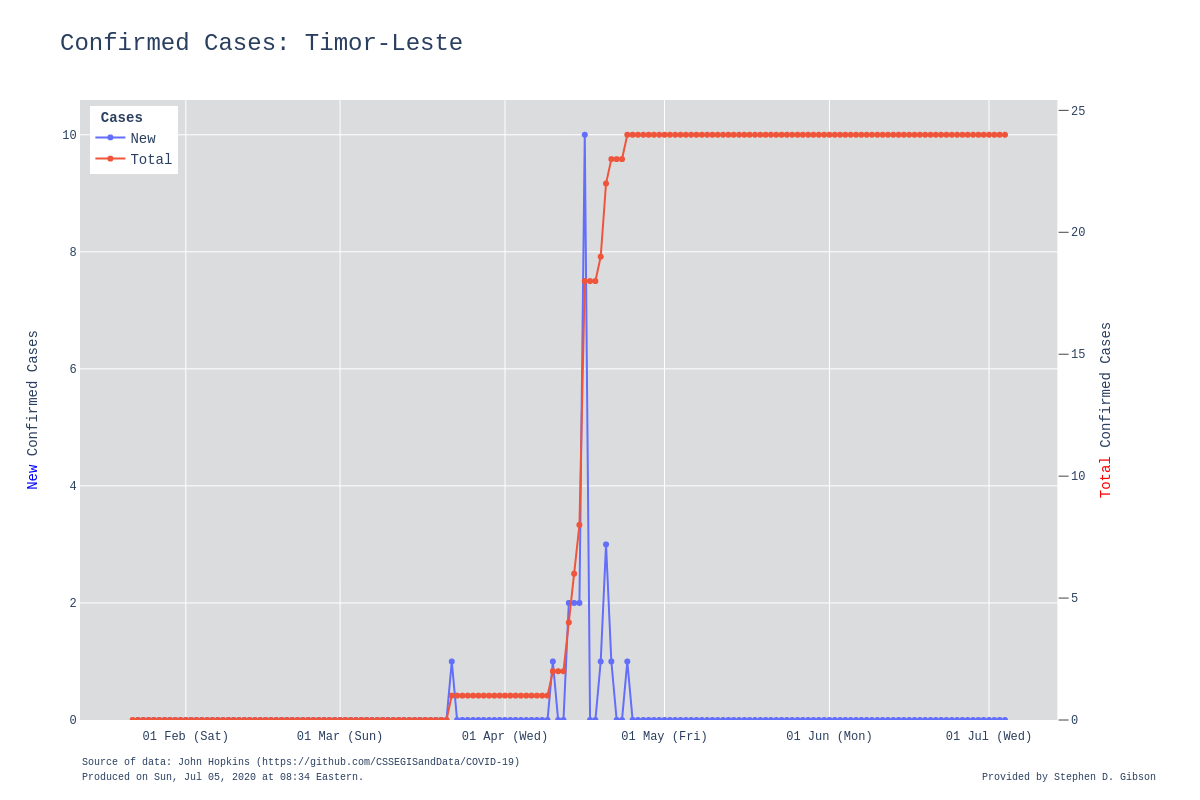 Confirmed Cases: Timor-Leste
Cases
New
Total
10
8
6
4
2
0
25
20
15
10
5
0
New Confirmed Cases
Total Confirmed Cases
01 Feb (Sat)
01 Mar (Sun)
01 Apr (Wed)
01 May (Fri)
01 Jun (Mon)
01 Jul (Wed)
Source of data: John Hopkins (https://github.com/CSSEGISandData/COVID-19)
Produced on Sun, Jul 05, 2020 at 08:34 Eastern.
Provided by Stephen D. Gibson